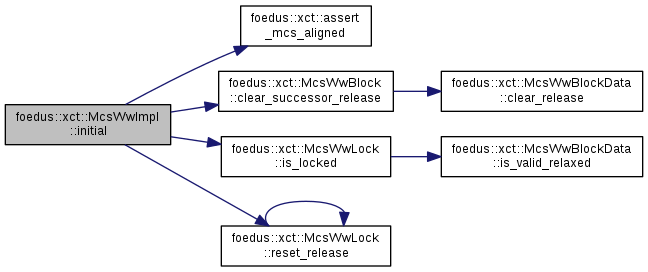 foedus::xct::McsWwImpl
::initial
foedus::xct::assert
_mcs_aligned
foedus::xct::McsWwBlock
::clear_successor_release
foedus::xct::McsWwBlockData
::clear_release
foedus::xct::McsWwLock
::is_locked
foedus::xct::McsWwBlockData
::is_valid_relaxed
foedus::xct::McsWwLock
::reset_release